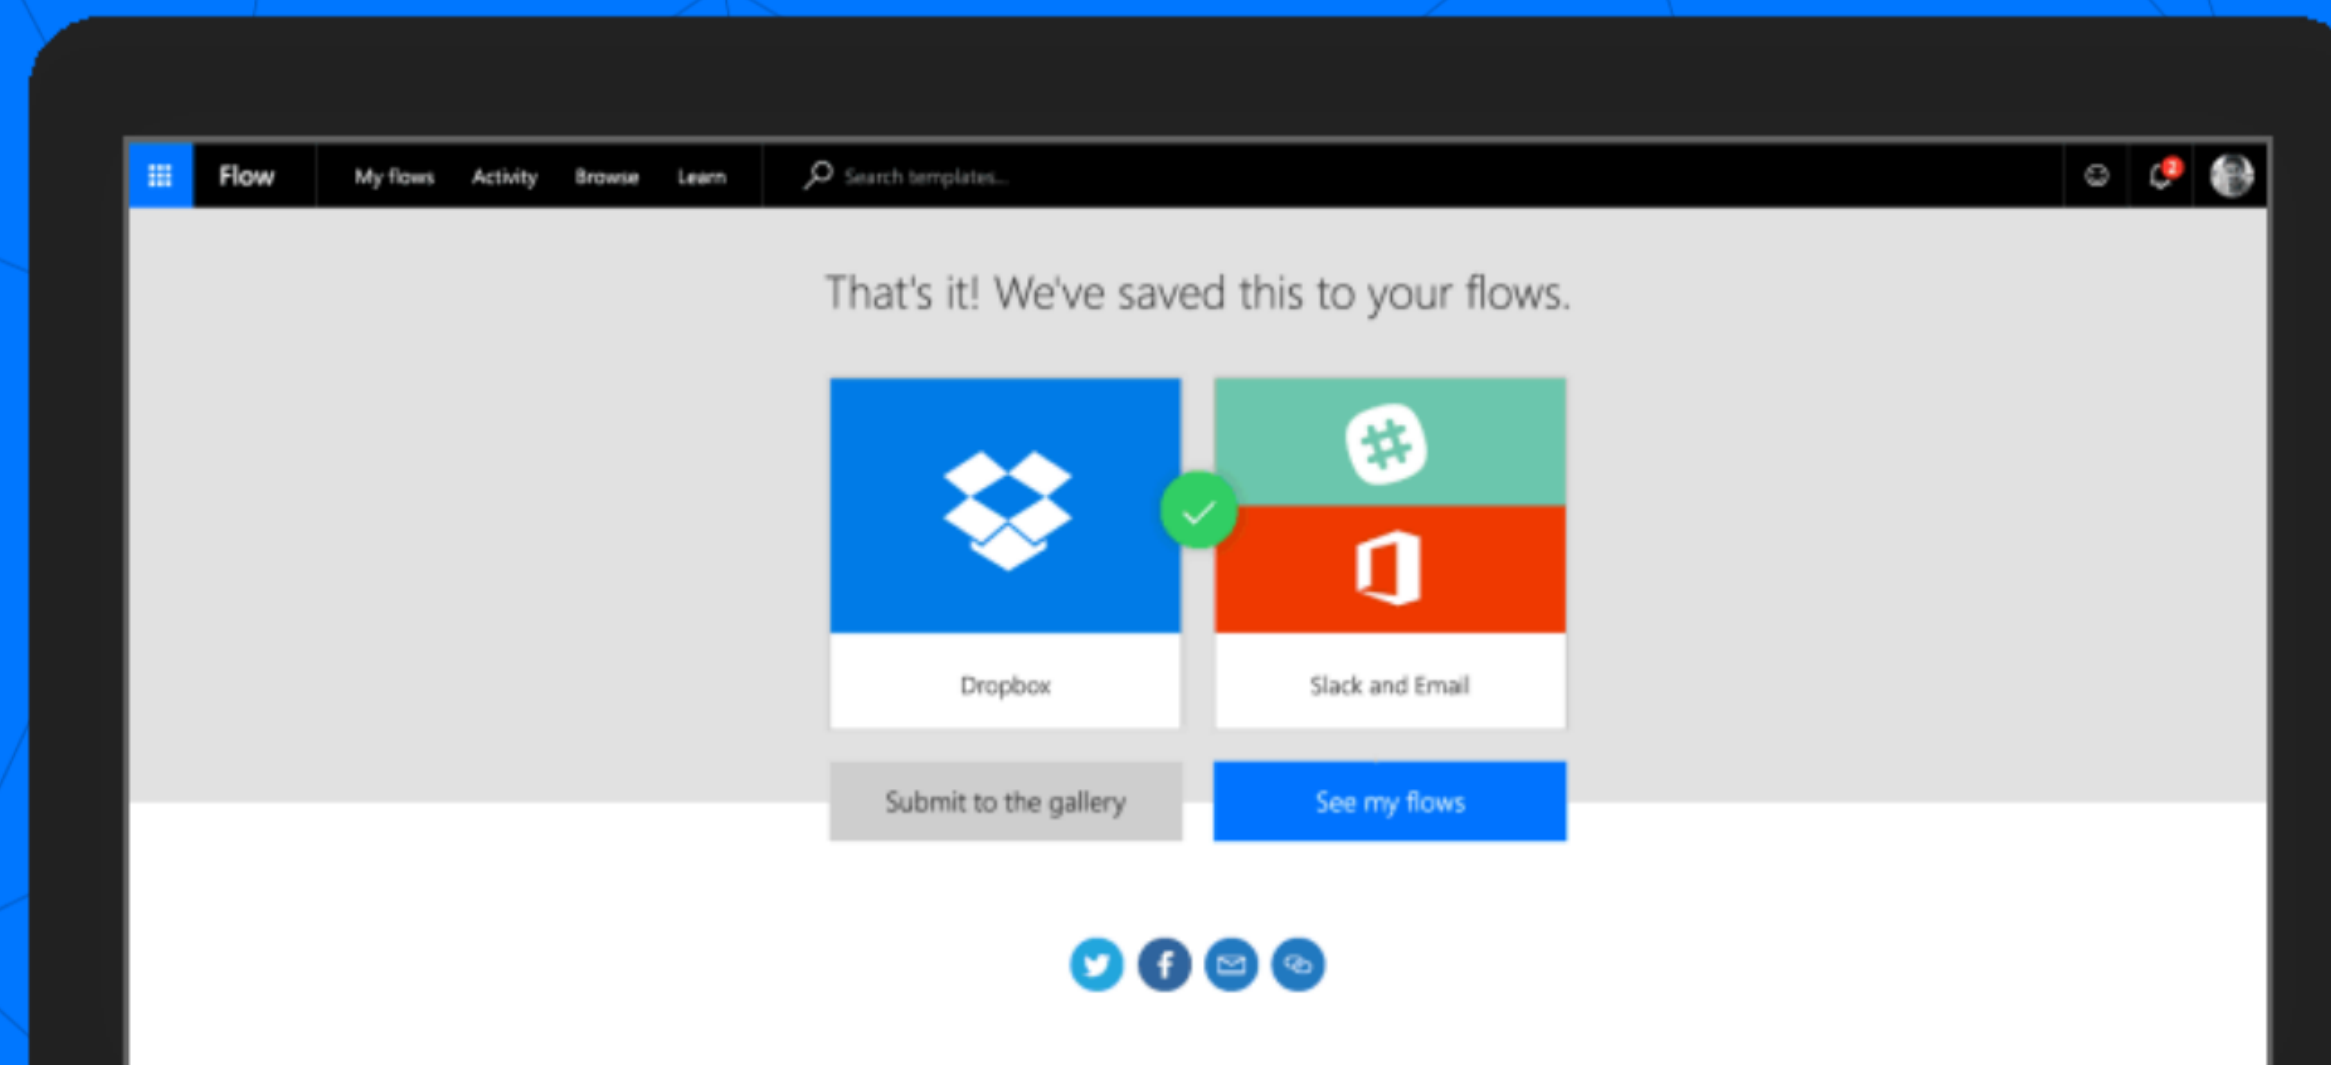 Flow
My flows
Activity
Browse
Learn
Search templates...
2
That's it! We've saved this to your flows.
Dropbox
Slack and Email
Submit to the gallery
See my flows